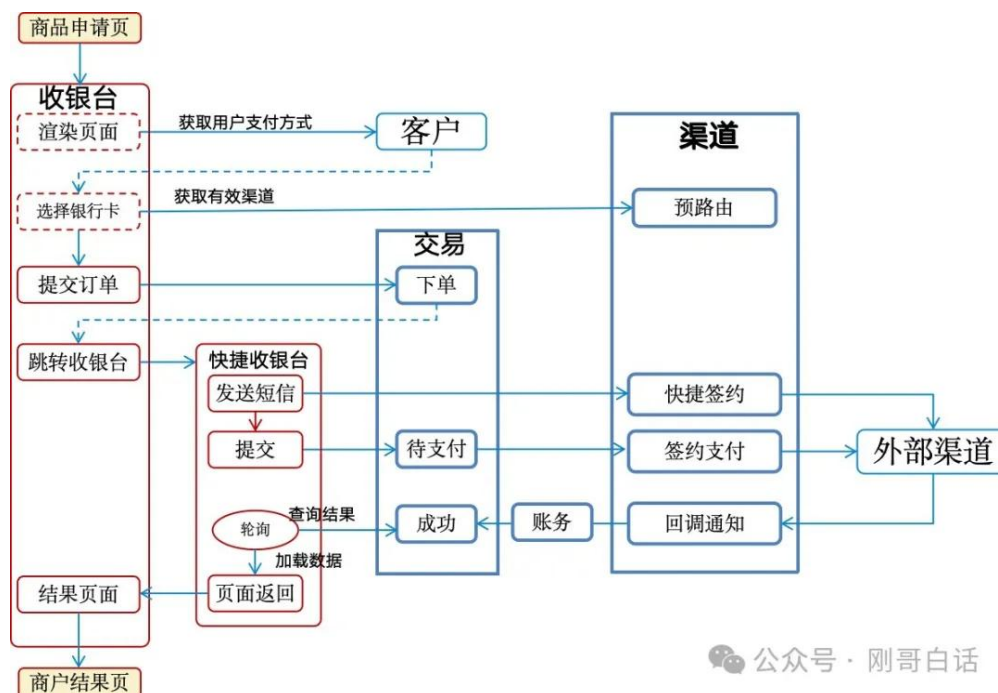 商品申请页
收银台
渲染页面
获取用户支付方式
客户
渠道
选择银行卡
获取有效渠道
预路由
交易
提交订单
下单
跳转收银台
快捷收银台
发送短信
快捷签约
提交
待支付
签约支付
外部渠道
轮询
查询结果
成功
账务
回调通知
加载数据
结果页面
页面返回
商户结果页
公众号 · 刚哥白话